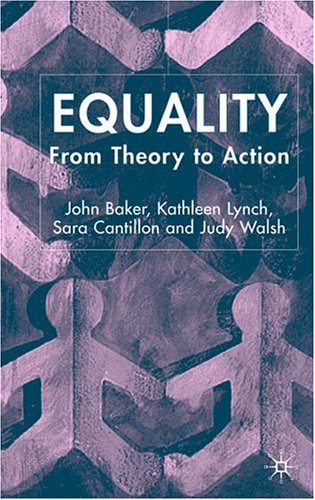 EQUALITY
From Theory to Action
John Baker, Kathleen Lynch,
Sara Cantillon and Judy Walsh